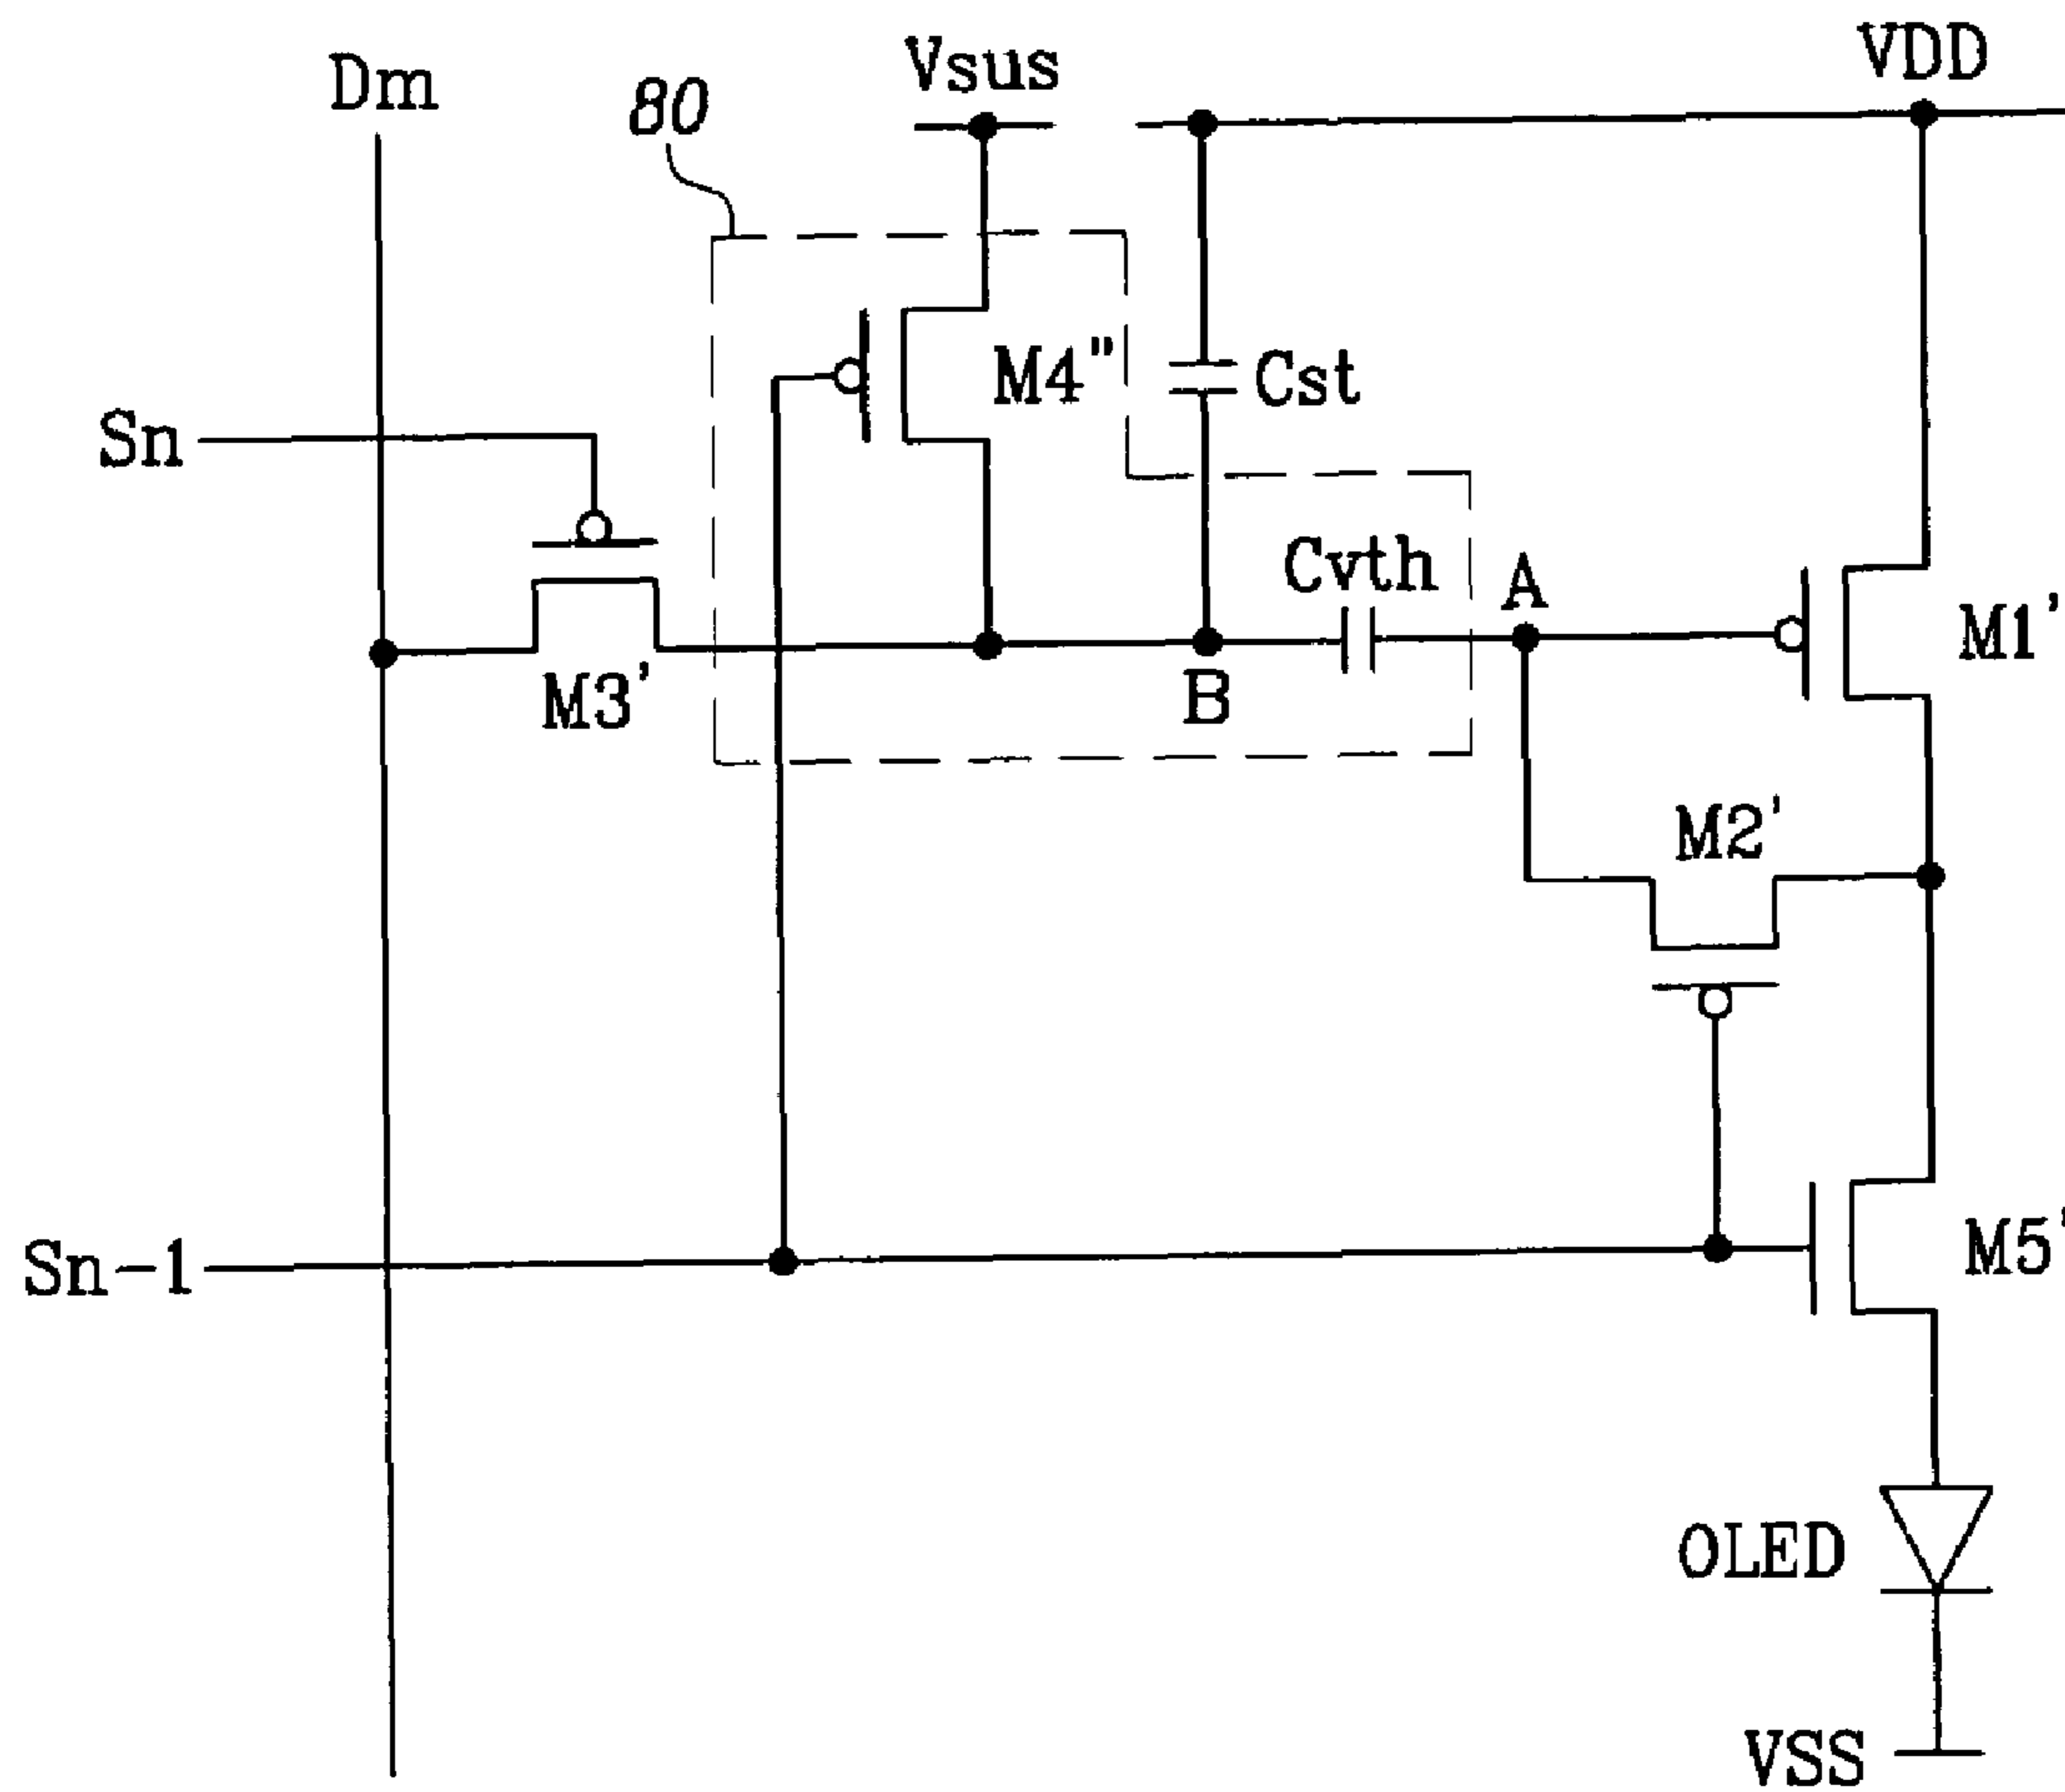 Dm
80
Vsus
VDD
M4"
Cst
Sn
Cvth
A
M1'
M3'
B
M2'
Sn-1
M5'
OLED
VSS